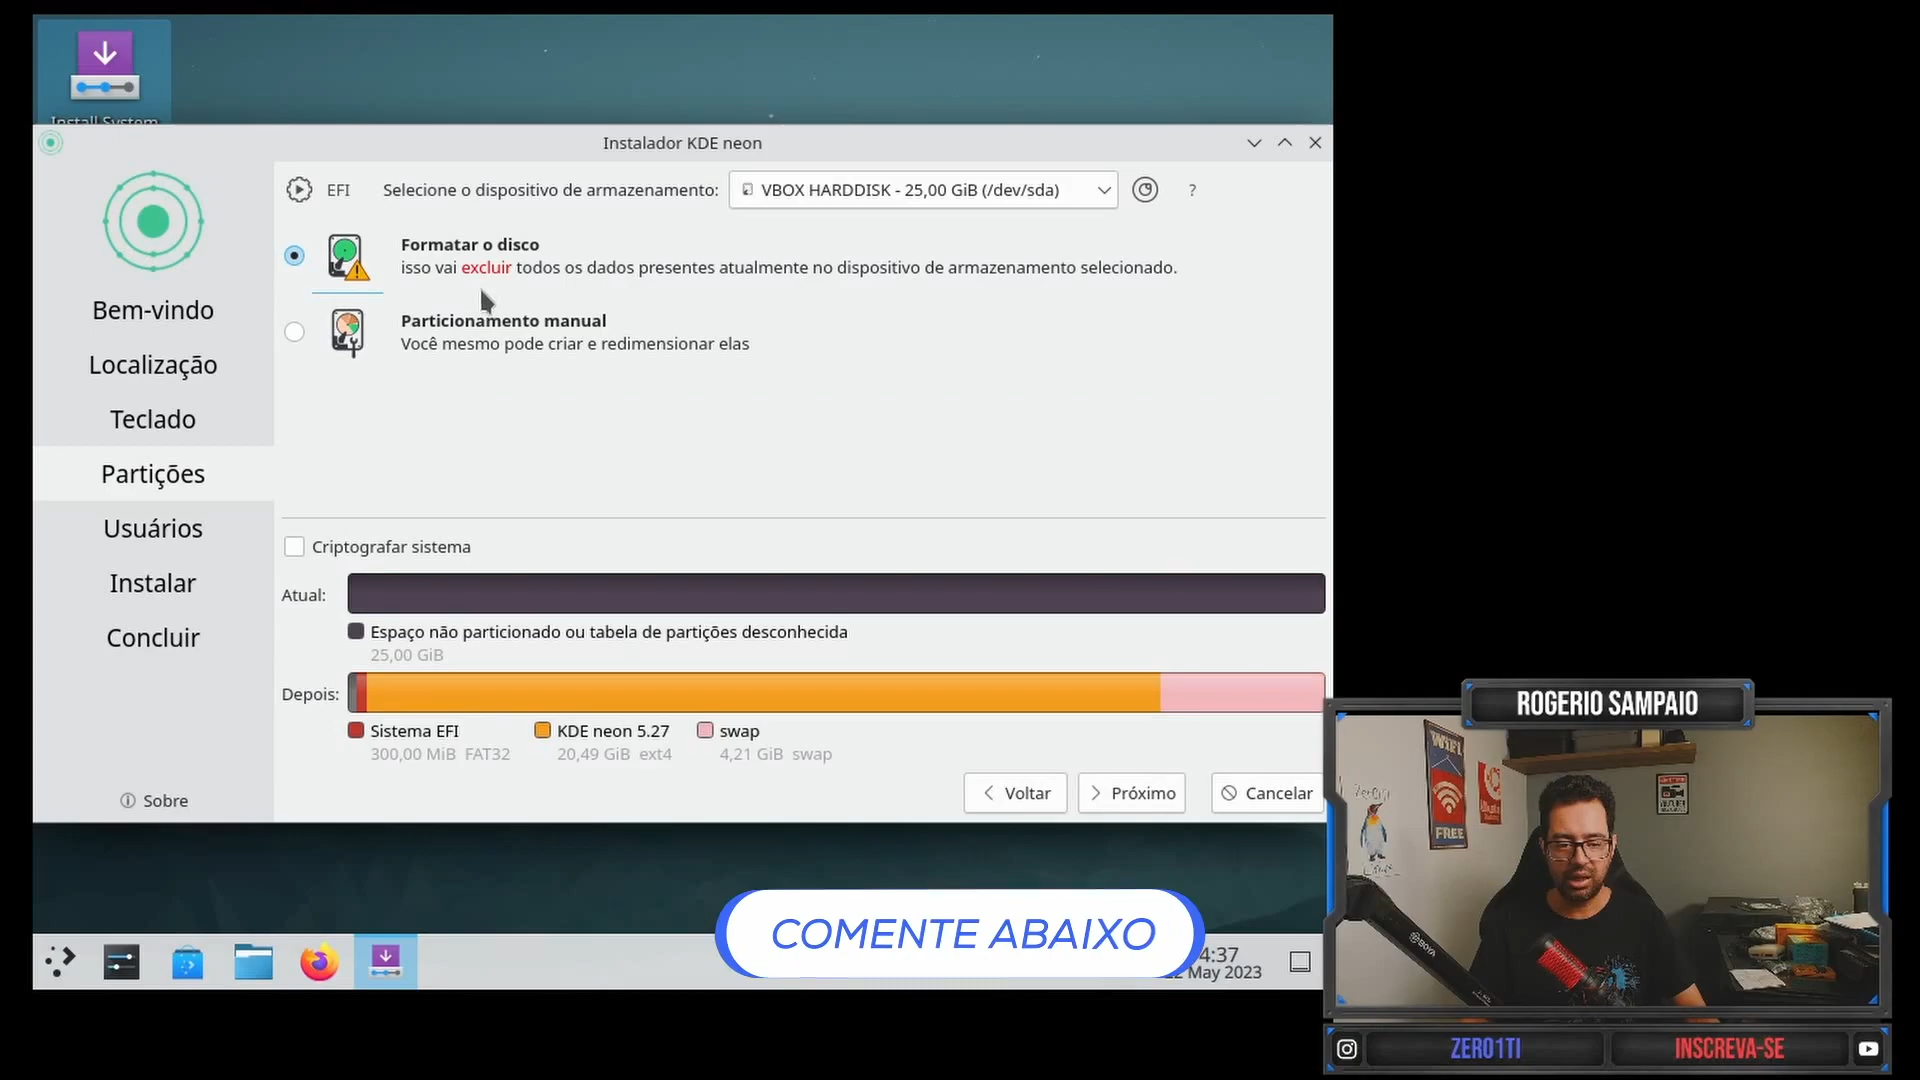 Install System
Instalador KDE neon
EFI Selecione o dispositivo de armazenamento: VBOX HARDDISK - 25,00 GiB (/dev/sda) ?
Formatar o disco
isso vai excluir todos os dados presentes atualmente no dispositivo de armazenamento selecionado.
Particionamento manual
Você mesmo pode criar e redimensionar elas
Bem-vindo
Localização
Teclado
Partições
Usuários
Instalar
Concluir
Sobre
Criptografar sistema
Atual:
Espaço não particionado ou tabela de partições desconhecida
25,00 GiB
Depois:
Sistema EFI
300,00 MiB FAT32
KDE neon 5.27
20,49 GiB ext4
swap
4,21 GiB swap
Voltar
Próximo
Cancelar
COMENTE ABAIXO
4:37
May 2023
ROGERIO SAMPAIO
WIFI
FREE
BOYA
ZERO1TI
INSCREVA-SE